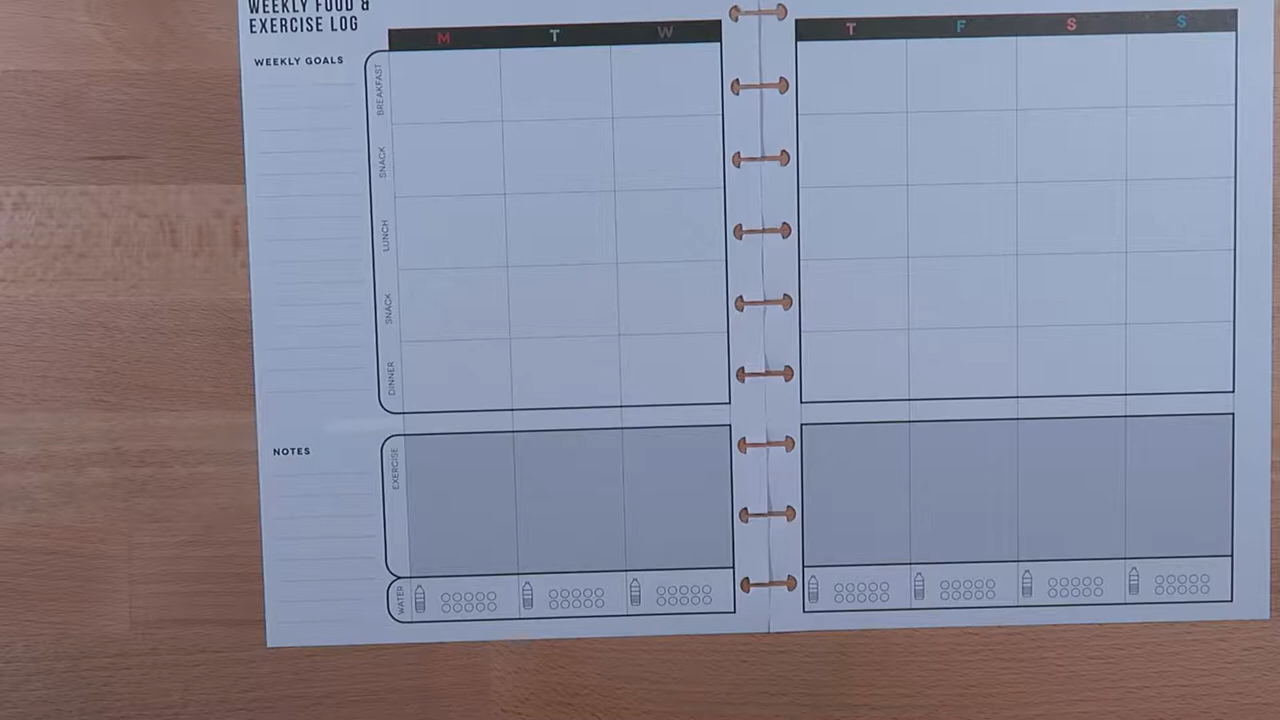 WEEKLY FOOD &
EXERCISE LOG
M T W T F S S
WEEKLY GOALS
BREAKFAST
SNACK
LUNCH
SNACK
DINNER
NOTES
EXERCISE
WATER